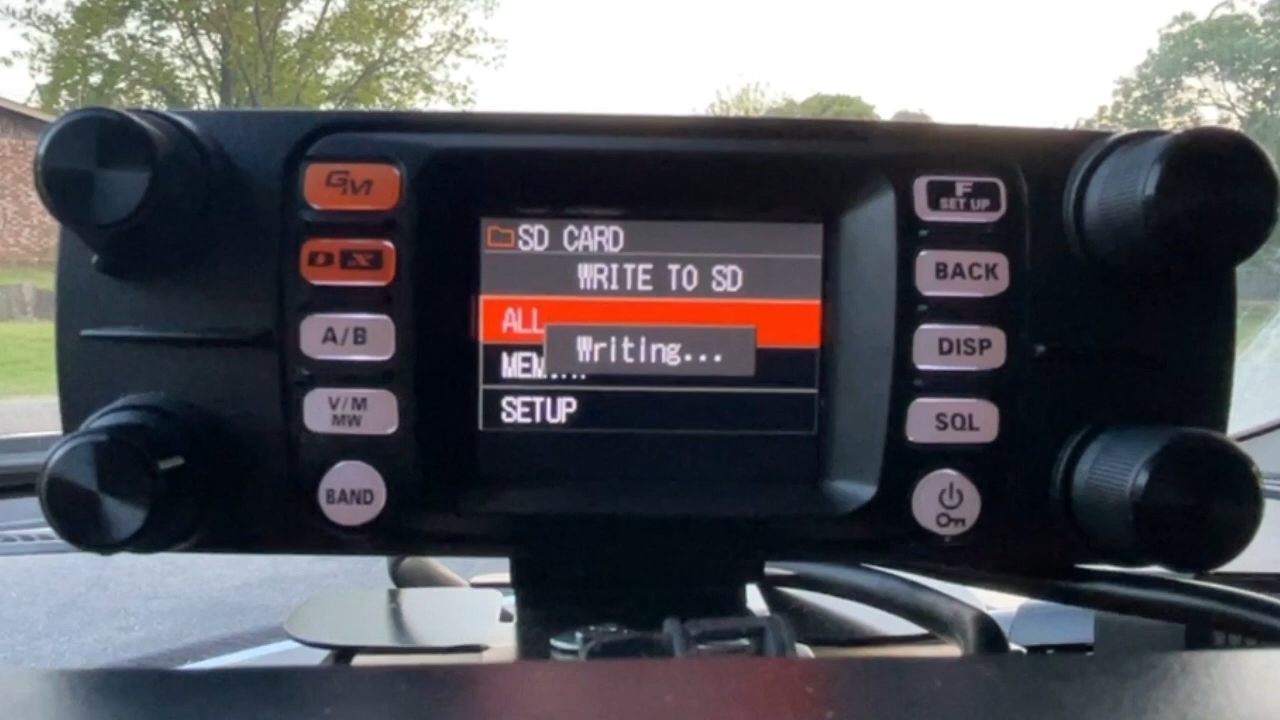 GM
DX
A/B
V/M
MW
BAND
SD CARD
WRITE TO SD
ALL
Writing...
SETUP
F
SET UP
BACK
DISP
SQL